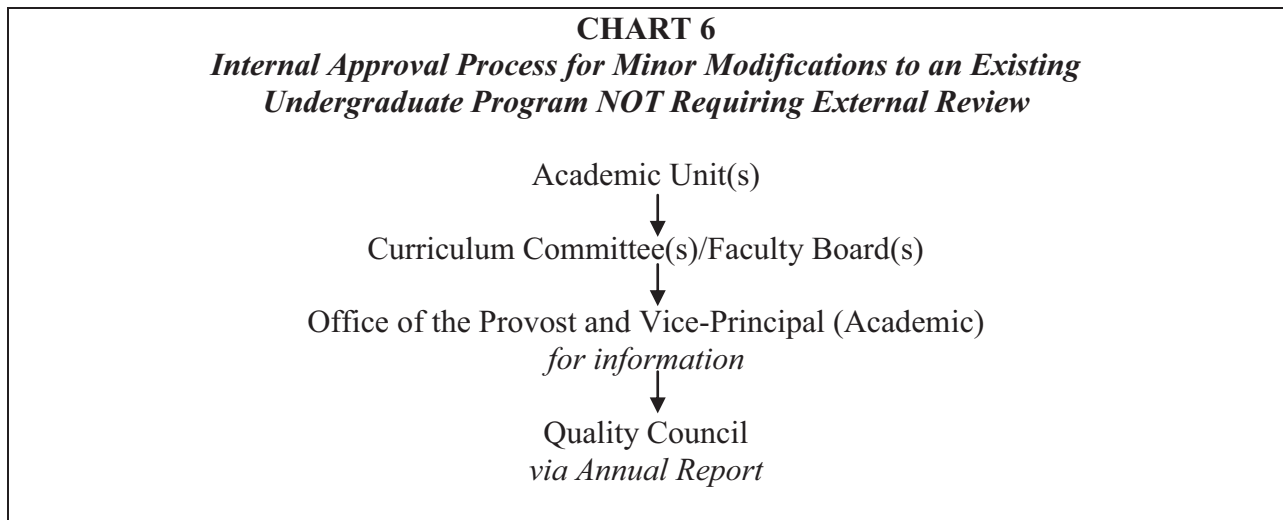 CHART 6
Internal Approval Process for Minor Modifications to an Existing
Undergraduate Program NOT Requiring External Review
Academic Unit(s)
Curriculum Committee(s)/Faculty Board(s)
Office of the Provost and Vice-Principal (Academic)
for information
Quality Council
via Annual Report